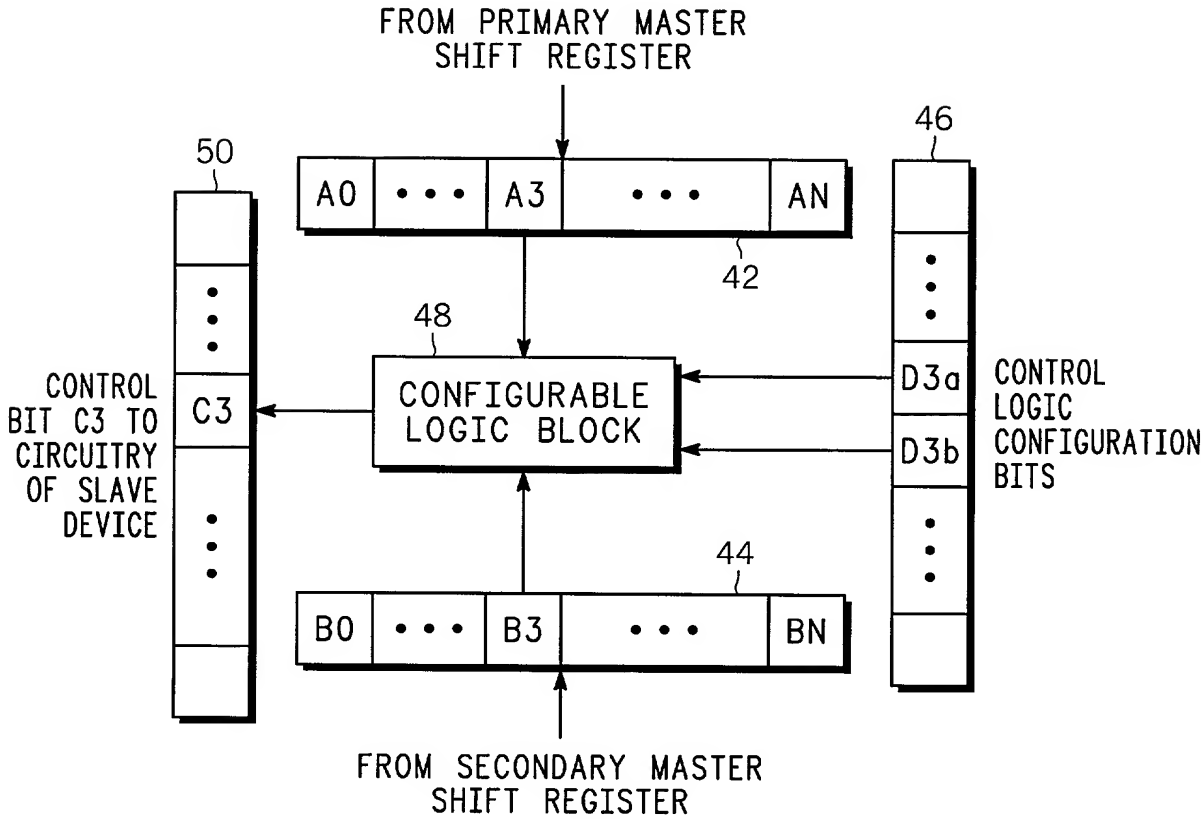 FROM PRIMARY MASTER
SHIFT REGISTER
50
46
A0 ••• A3 ••• AN
42
48
CONFIGURABLE
LOGIC BLOCK
CONTROL
BIT C3 TO
CIRCUITRY
OF SLAVE
DEVICE
C3
D3a
D3b
CONTROL
LOGIC
CONFIGURATION
BITS
44
B0 ••• B3 ••• BN
FROM SECONDARY MASTER
SHIFT REGISTER